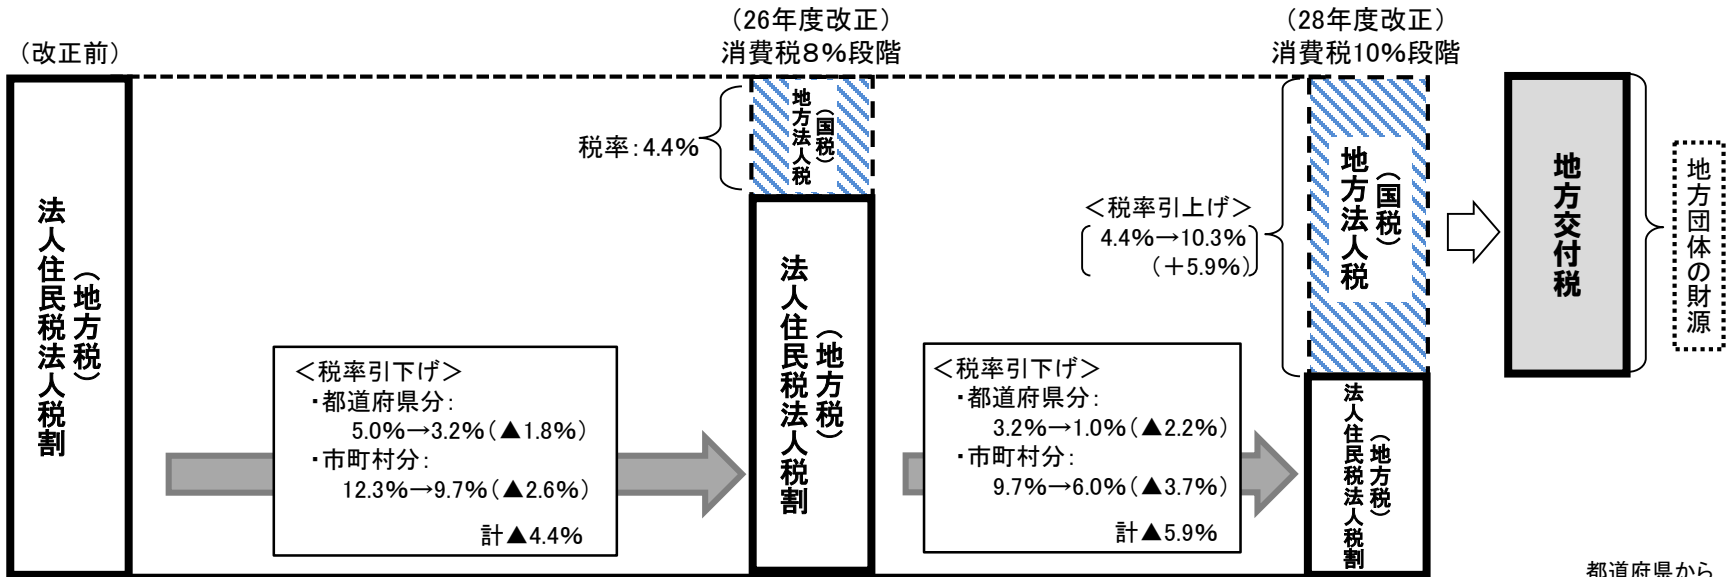 （改正前）
法人住民税法人税割
（地方税）
（26年度改正）
消費税８％段階
税率：4.4％
（国税）
地方法人税
（地方税）
法人住民税法人税割
＜税率引下げ＞
・都道府県分：
5.0％→3.2％（▲1.8％）
・市町村分：
12.3％→9.7％（▲2.6％）
計▲4.4％
（28年度改正）
消費税10％段階
＜税率引上げ＞
4.4％→10.3％
（＋5.9％）
（国税）
地方法人税
（地方税）
法人住民税法人税割
＜税率引下げ＞
・都道府県分：
3.2％→1.0％（▲2.2％）
・市町村分：
9.7％→6.0％（▲3.7％）
計▲5.9％
地方交付税
地方団体の財源
都道府県から